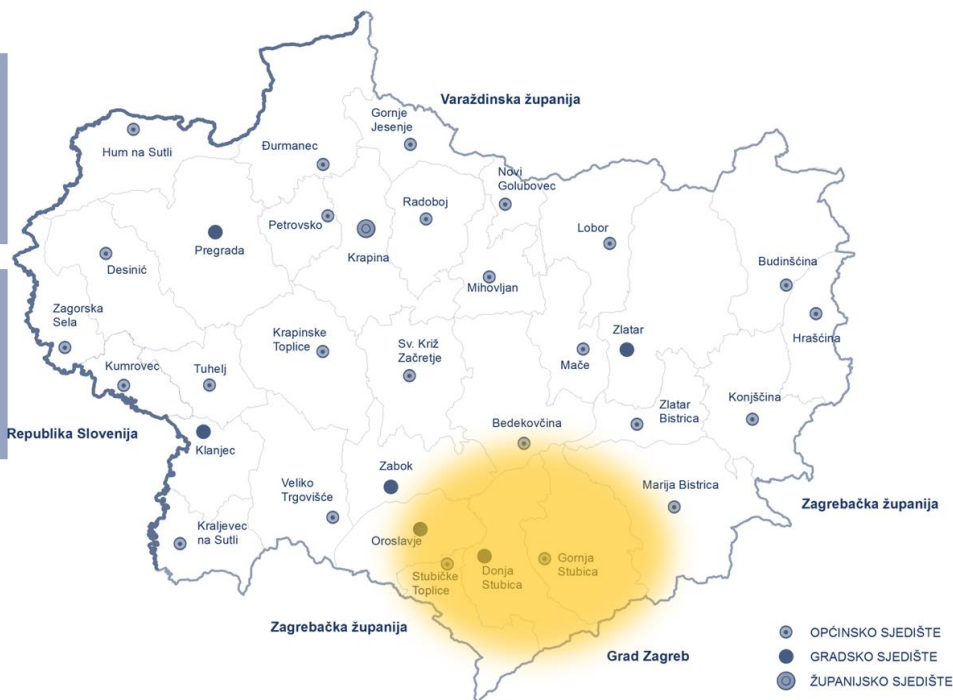 Varaždinska županija
Gornje
Jesenje
Hum na Sutli
Đurmanec
Novi
Golubovec
Radoboj
Petrovsko
Krapina
Lobor
Pregrada
Desinić
Budinšćina
Mihovljan
Zagorska
Sela
Hrašćina
Krapinske
Toplice
Sv. Križ
Začretje
Zlatar
Mače
Kumrovec
Tuhelj
Konjščina
Zlatar
Bistrica
Bedekovčina
Republika Slovenija
Klanjec
Zabok
Veliko
Trgovišće
Marija Bistrica
Zagrebačka županija
Kraljevec
na Sutli
Oroslavje
Stubičke
Toplice
Donja
Stubica
Gornja
Stubica
Zagrebačka županija
Grad Zagreb
OPĆINSKO SJEDIŠTE
GRADSKO SJEDIŠTE
ŽUPANIJSKO SJEDIŠTE